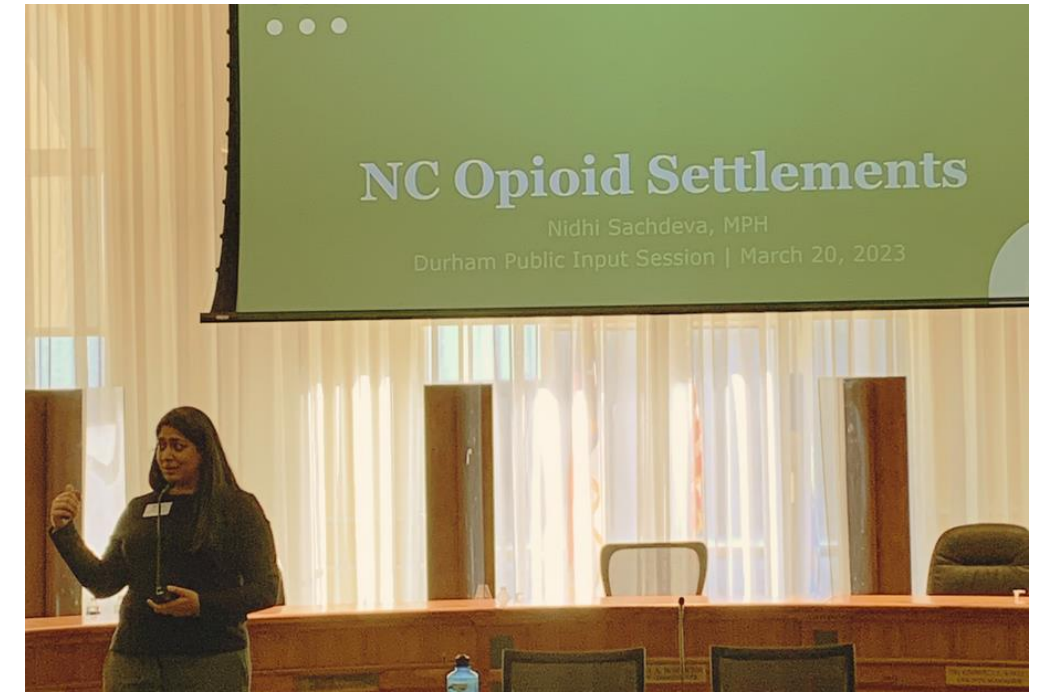 NC Opioid Settlements
Nidhi Sachdeva, MPH
Durham Public Input Session | March 20, 2023